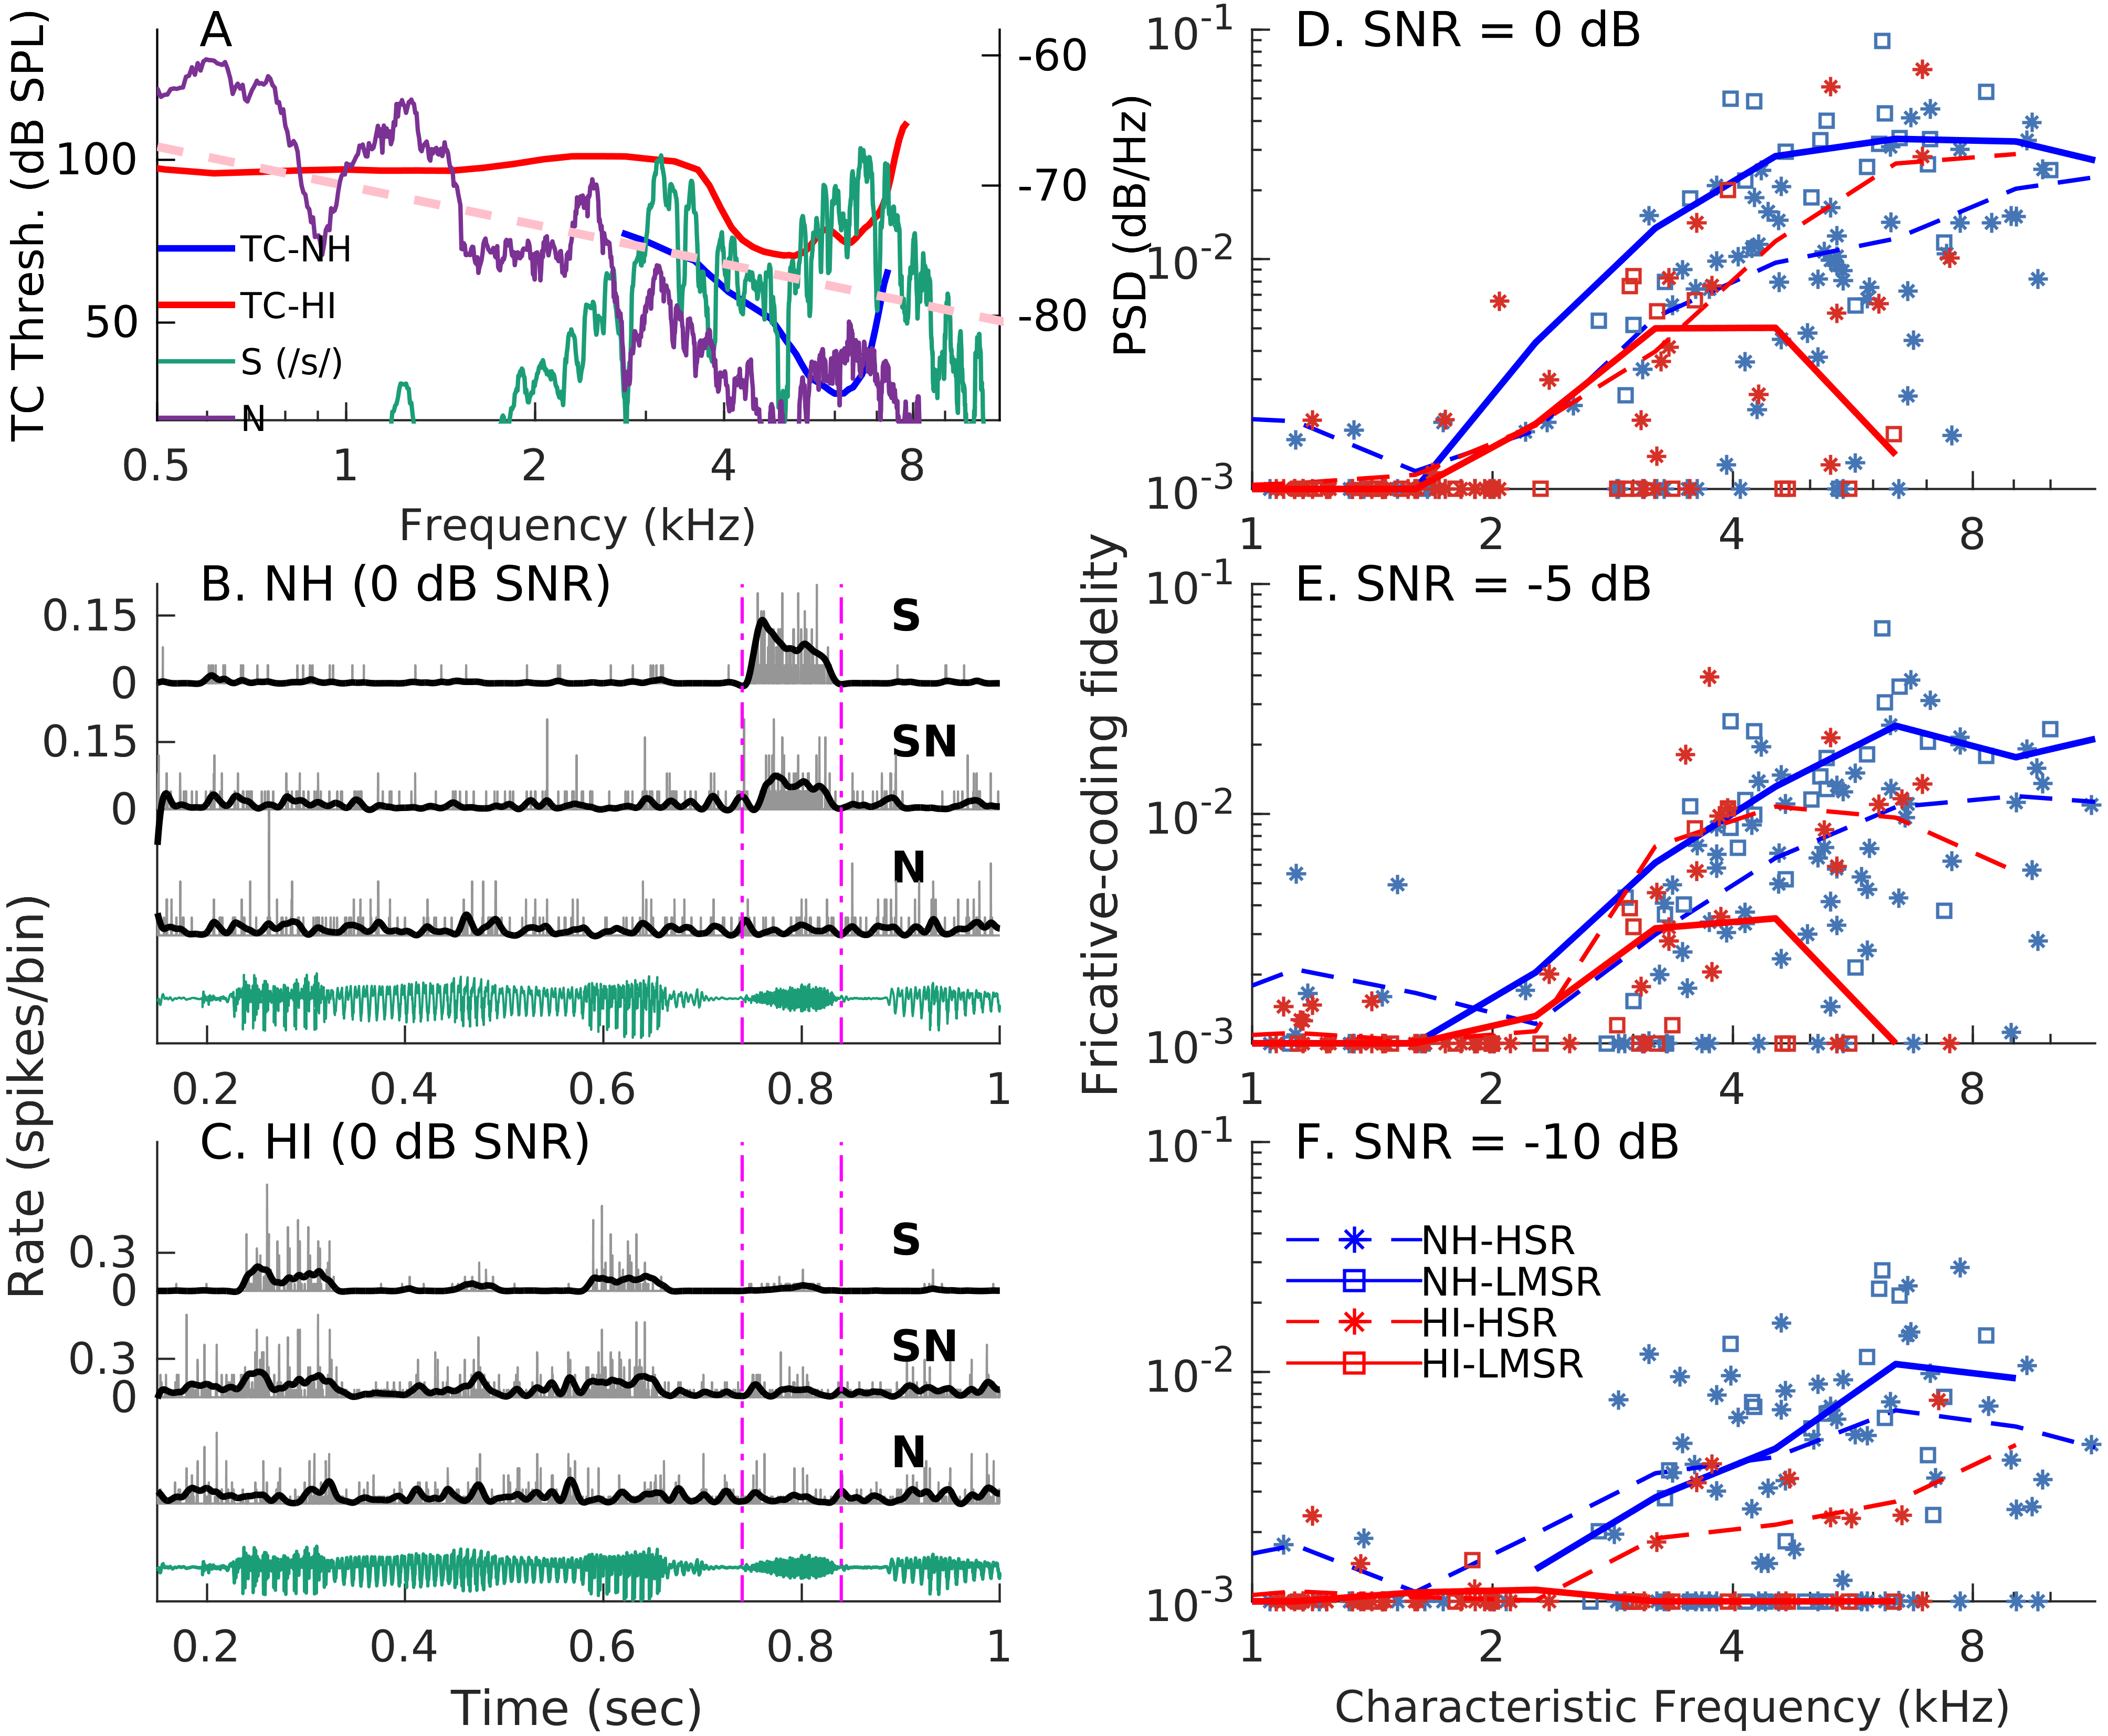 A
TC Thresh. (dB SPL)
100
50
-60
-70
-80
PSD (dB/Hz)
TC-NH
TC-HI
S (/s/)
N
0.5 1 2 4 8
Frequency (kHz)
B. NH (0 dB SNR)
0.15
0
S
0.15
0
SN
N
0.2 0.4 0.6 0.8 1
Rate (spikes/bin)
C. HI (0 dB SNR)
0.3
0
S
0.3
0
SN
N
0.2 0.4 0.6 0.8 1
Time (sec)
D. SNR = 0 dB
10-1
10-2
10-3
1 2 4 8
Fricative-coding fidelity
E. SNR = -5 dB
10-1
10-2
10-3
1 2 4 8
F. SNR = -10 dB
10-1
10-2
10-3
NH-HSR
NH-LMSR
HI-HSR
HI-LMSR
1 2 4 8
Characteristic Frequency (kHz)